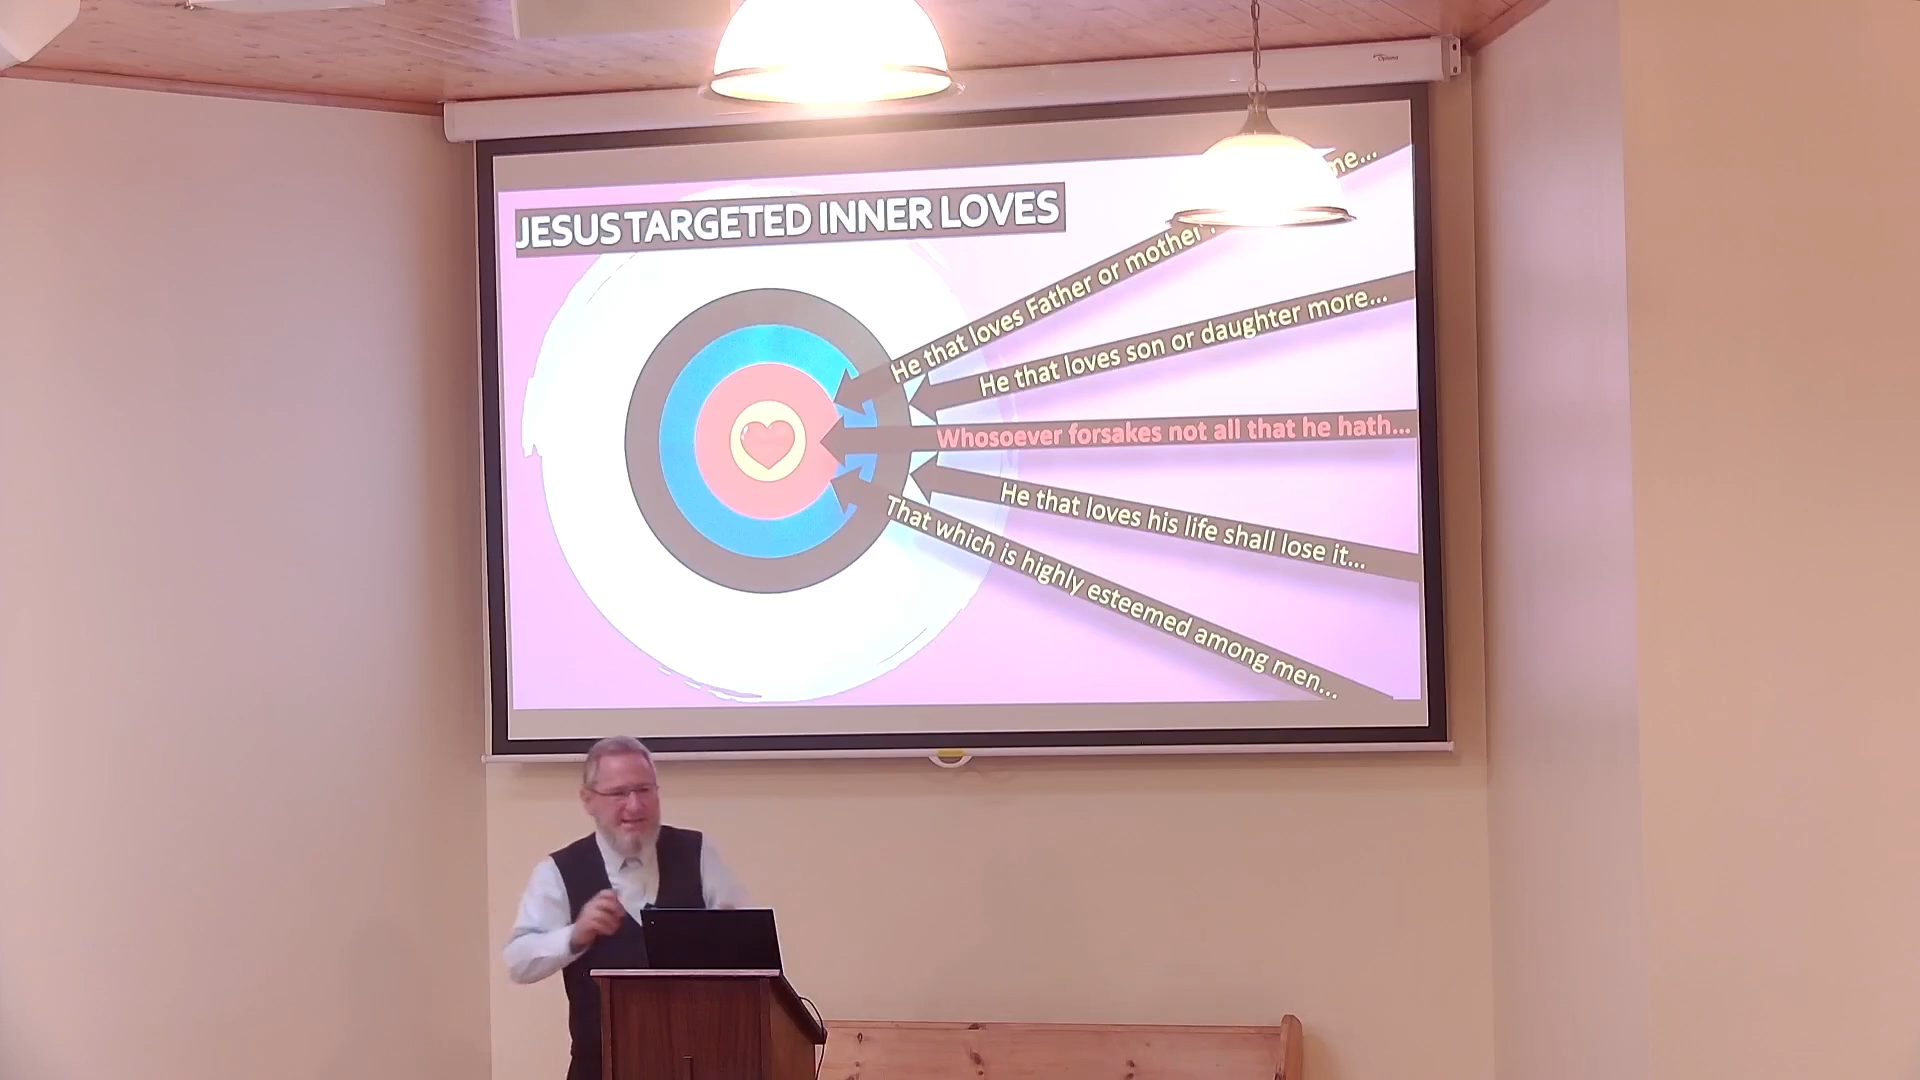 Optoma
JESUS TARGETED INNER LOVES
He that loves Father or mother me...
He that loves son or daughter more...
Whosoever forsakes not all that he hath...
He that loves his life shall lose it...
That which is highly esteemed among men...